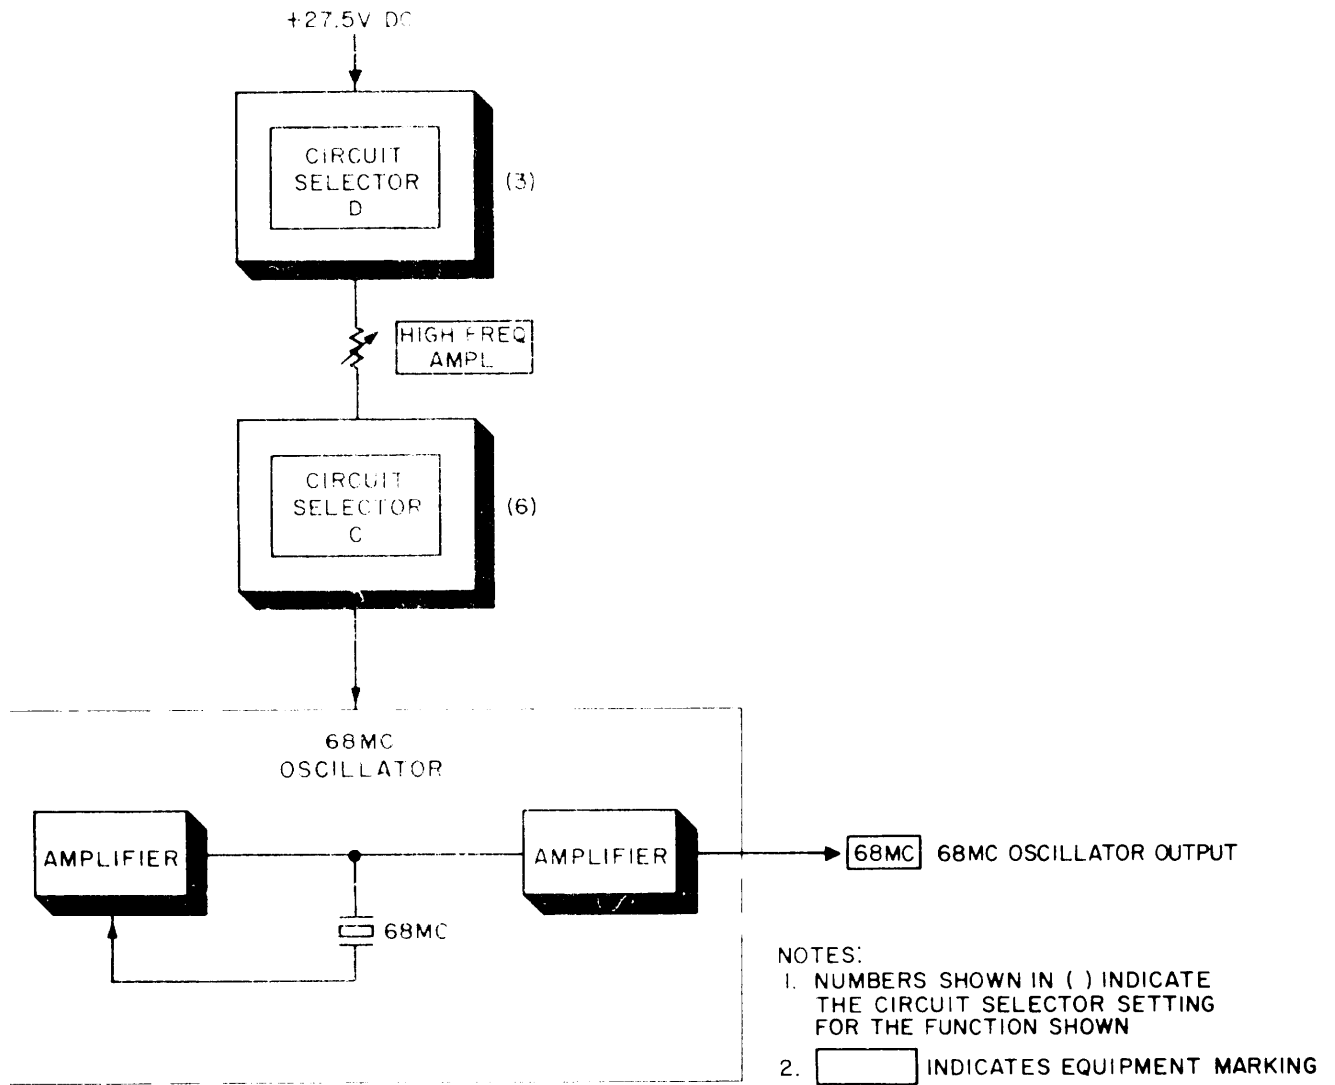 +27.5V DC
CIRCUIT
SELECTOR
D
(3)
HIGH FREQ
AMPL
CIRCUIT
SELECTOR
C
(6)
68MC
OSCILLATOR
AMPLIFIER
AMPLIFIER
68MC
68MC OSCILLATOR OUTPUT
68MC
NOTES:
1. NUMBERS SHOWN IN ( ) INDICATE
THE CIRCUIT SELECTOR SETTING
FOR THE FUNCTION SHOWN
2. INDICATES EQUIPMENT MARKING